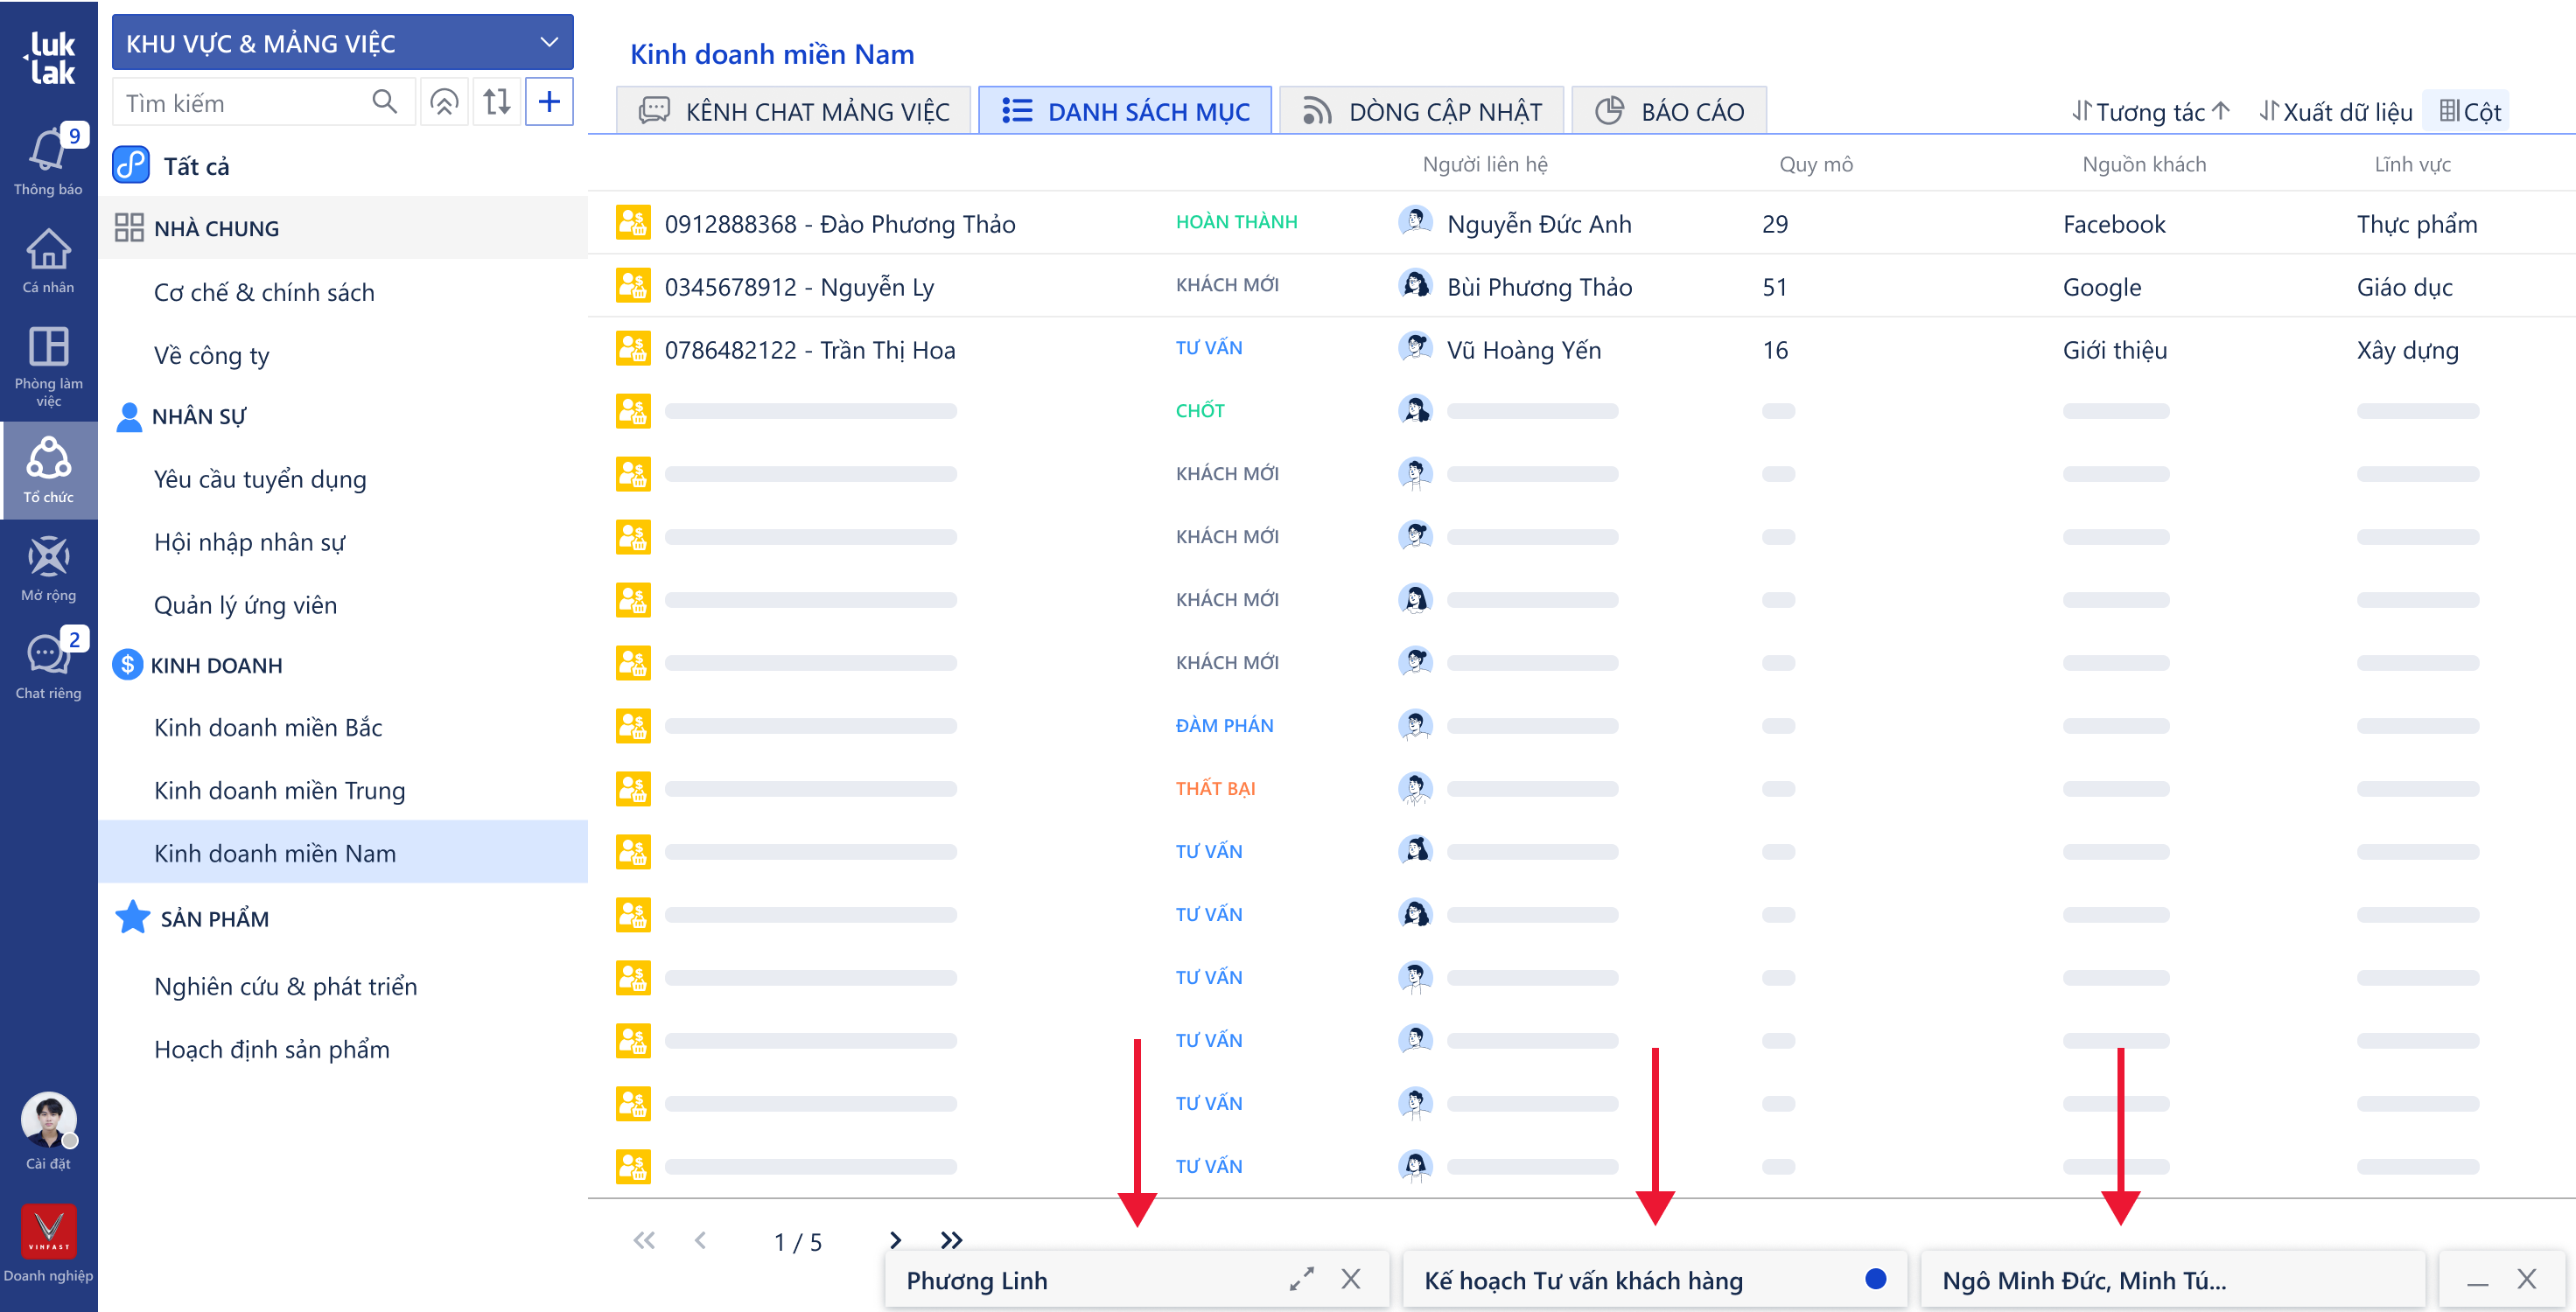 luk
lak
9
Thông báo
Cá nhân
Phòng làm
việc
Tổ chức
Mở rộng
2
Chat riêng
Cài đặt
VINFAST
Doanh nghiệp
KHU VỰC & MẢNG VIỆC
Tìm kiếm
Tất cả
NHÀ CHUNG
Cơ chế & chính sách
Về công ty
NHÂN SỰ
Yêu cầu tuyển dụng
Hội nhập nhân sự
Quản lý ứng viên
KINH DOANH
Kinh doanh miền Bắc
Kinh doanh miền Trung
Kinh doanh miền Nam
SẢN PHẨM
Nghiên cứu & phát triển
Hoạch định sản phẩm
Kinh doanh miền Nam
KÊNH CHAT MẢNG VIỆC DANH SÁCH MỤC DÒNG CẬP NHẬT BÁO CÁO Tương tác Xuất dữ liệu Cột
Người liên hệ Quy mô Nguồn khách Lĩnh vực
0912888368 - Đào Phương Thảo HOÀN THÀNH Nguyễn Đức Anh 29 Facebook Thực phẩm
0345678912 - Nguyễn Ly KHÁCH MỚI Bùi Phương Thảo 51 Google Giáo dục
0786482122 - Trần Thị Hoa TƯ VẤN Vũ Hoàng Yến 16 Giới thiệu Xây dựng
CHỐT
KHÁCH MỚI
KHÁCH MỚI
KHÁCH MỚI
KHÁCH MỚI
ĐÀM PHÁN
THẤT BẠI
TƯ VẤN
TƯ VẤN
TƯ VẤN
TƯ VẤN
TƯ VẤN
TƯ VẤN
1 / 5
Phương Linh Kế hoạch Tư vấn khách hàng Ngô Minh Đức, Minh Tú...